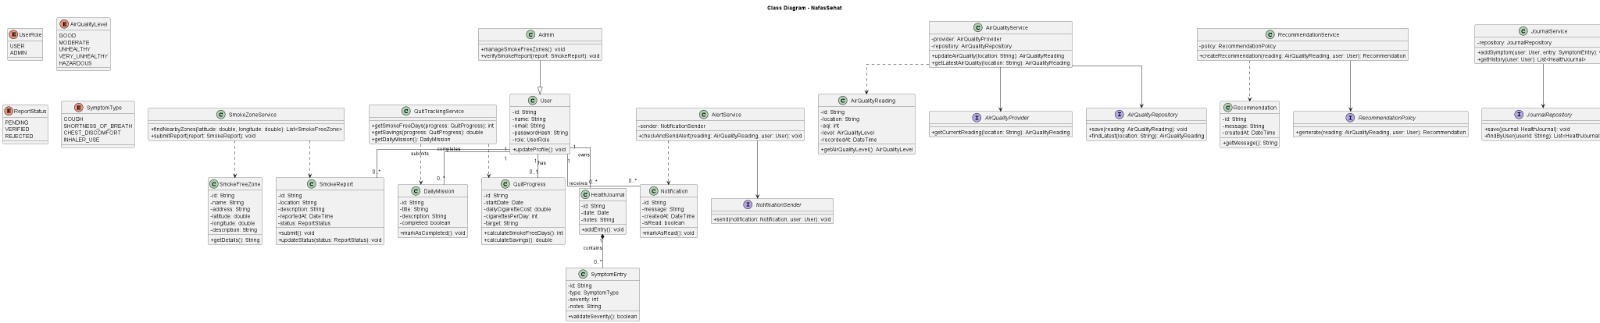 Class Diagram - NafasSehat
E UserRole
USER
ADMIN
E AirQualityLevel
GOOD
MODERATE
UNHEALTHY
VERY_UNHEALTHY
HAZARDOUS
C Admin
+manageSmokeFreeZones(): void
+verifySmokeReport(report: SmokeReport): void
C AirQualityService
-provider: AirQualityProvider
-repository: AirQualityRepository
+updateAirQuality(location: String): AirQualityReading
+getLatestAirQuality(location: String): AirQualityReading
C RecommendationService
-policy: RecommendationPolicy
+createRecommendation(reading: AirQualityReading, user: User): Recommendation
C JournalService
-repository: JournalRepository
+addSymptom(user: User, entry: SymptomEntry):
+getHistory(user: User): List<HealthJournal>
E ReportStatus
PENDING
VERIFIED
REJECTED
E SymptomType
COUGH
SHORTNESS_OF_BREATH
CHEST_DISCOMFORT
INHALER_USE
C SmokeZoneService
+findNearbyZones(latitude: double, longitude: double): List<SmokeFreeZone>
+submitReport(report: SmokeReport): void
C QuitTrackingService
+getSmokeFreeDays(progress: QuitProgress): int
+getSavings(progress: QuitProgress): double
+getDailyMission(): DailyMission
C User
-id: String
-name: String
-email: String
-passwordHash: String
-role: UserRole
+updateProfile(): void
C AlertService
-sender: NotificationSender
+checkAndSendAlert(reading: AirQualityReading, user: User): void
C AirQualityReading
-id: String
-location: String
-aqi: int
-level: AirQualityLevel
-recordedAt: DateTime
+getAirQualityLevel(): AirQualityLevel
I AirQualityProvider
+getCurrentReading(location: String): AirQualityReading
I AirQualityRepository
+save(reading: AirQualityReading): void
+findLatest(location: String): AirQualityReading
C Recommendation
-id: String
-message: String
-createdAt: DateTime
+getMessage(): String
I RecommendationPolicy
+generate(reading: AirQualityReading, user: User): Recommendation
I JournalRepository
+save(journal: HealthJournal): void
+findByUser(userId: String): List<HealthJournal
submits
completes
1
1
has
1
1
owns
receives
0..*
0..*
0..1
0..*
0..*
C SmokeFreeZone
-id: String
-name: String
-address: String
-latitude: double
-longitude: double
-description: String
+getDetails(): String
C SmokeReport
-id: String
-location: String
-description: String
-reportedAt: DateTime
-status: ReportStatus
+submit(): void
+updateStatus(status: ReportStatus): void
C DailyMission
-id: String
-title: String
-description: String
-completed: boolean
+markAsCompleted(): void
C QuitProgress
-id: String
-startDate: Date
-dailyCigaretteCost: double
-cigarettesPerDay: int
-target: String
+calculateSmokeFreeDays(): int
+calculateSavings(): double
C HealthJournal
-id: String
-date: Date
-notes: String
+addEntry(): void
C Notification
-id: String
-message: String
-createdAt: DateTime
-isRead: boolean
+markAsRead(): void
I NotificationSender
+send(notification: Notification, user: User): void
contains
0..*
C SymptomEntry
-id: String
-type: SymptomType
-severity: int
-notes: String
+validateSeverity(): boolean